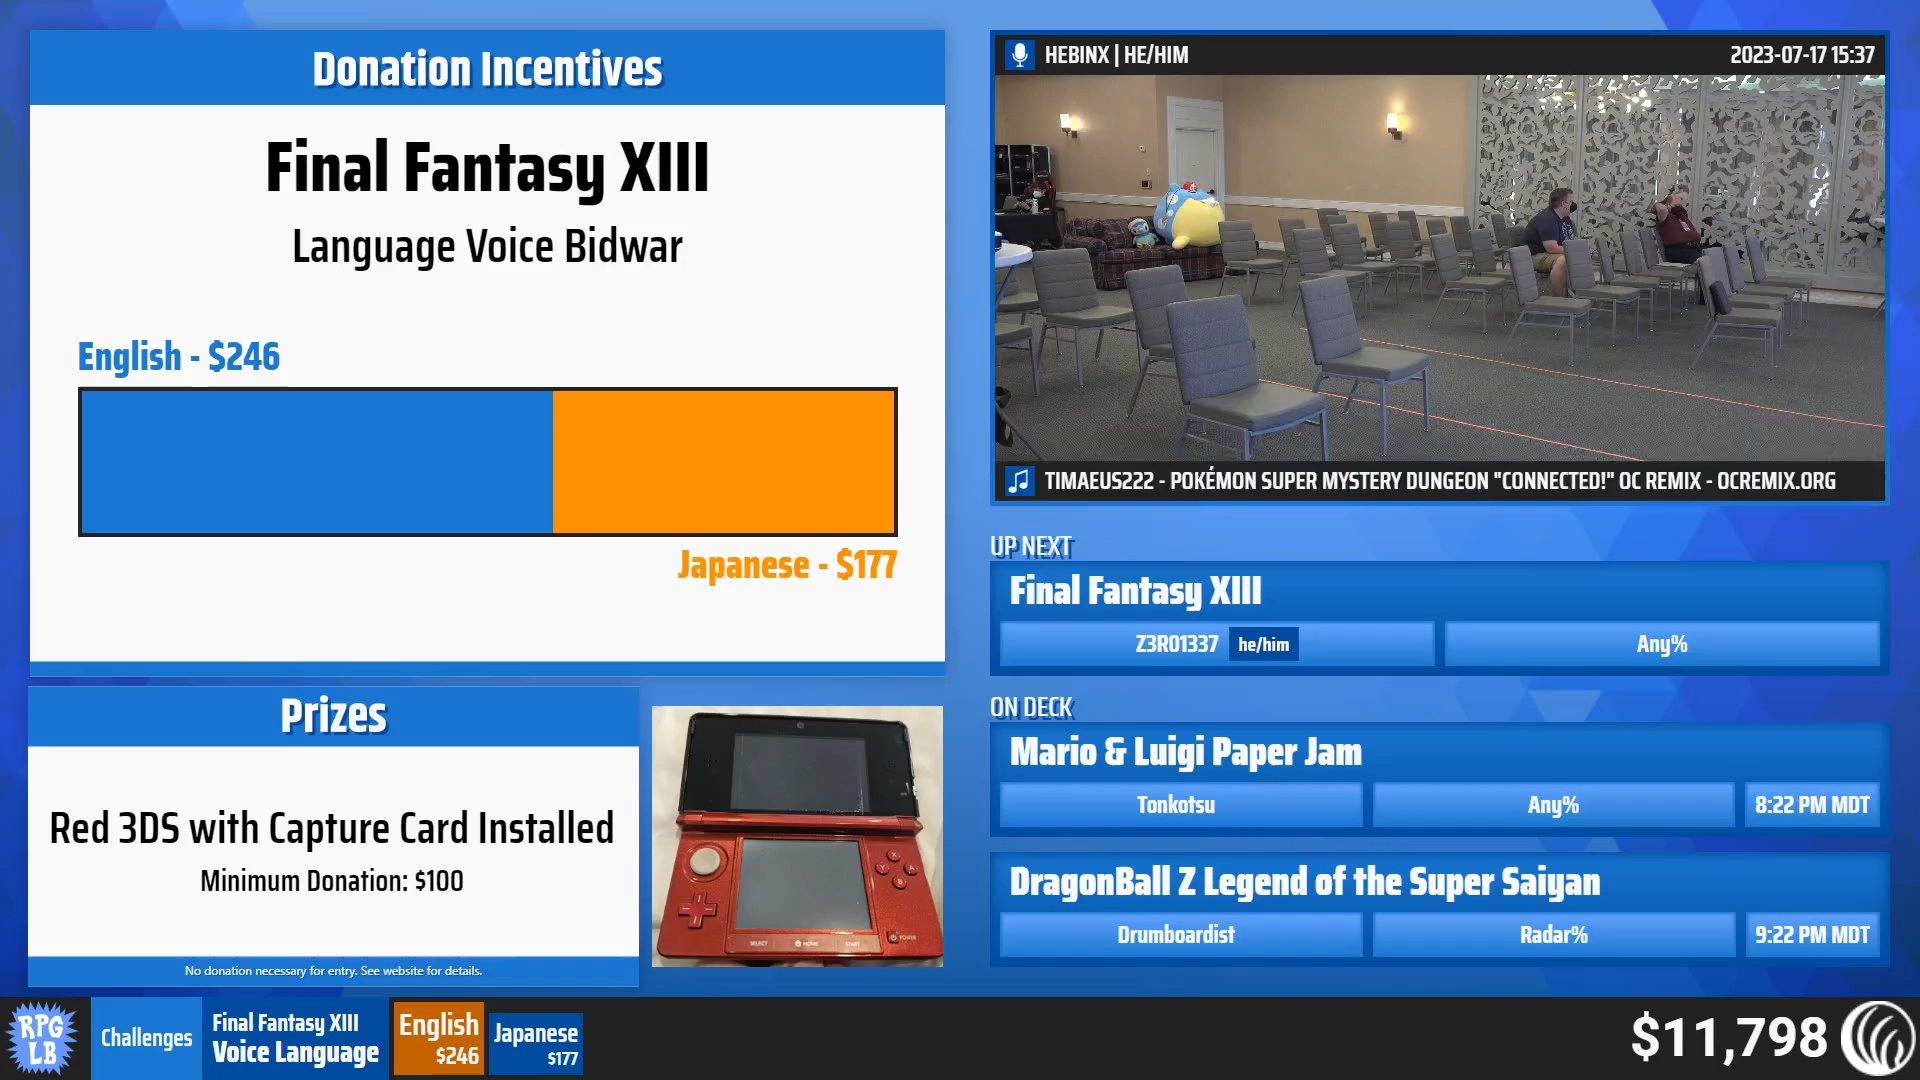 Donation Incentives
Final Fantasy XIII
Language Voice Bidwar
English - $246
Japanese - $177
Prizes
Red 3DS with Capture Card Installed
Minimum Donation: $100
No donation necessary for entry. See website for details.
SELECT
HOME
START
POWER
X
Y
A
B
HEBINX | HE/HIM
2023-07-17 15:37
TIMAEUS222 - POKÉMON SUPER MYSTERY DUNGEON "CONNECTED!" OC REMIX - OCREMIX.ORG
UP NEXT
Final Fantasy XIII
Z3R01337 he/him
Any%
ON DECK
Mario & Luigi Paper Jam
Tonkotsu
Any%
8:22 PM MDT
DragonBall Z Legend of the Super Saiyan
Drumboardist
Radar%
9:22 PM MDT
RPG
LB
Challenges
Final Fantasy XIII
Voice Language
English
$246
Japanese
$177
$11,798